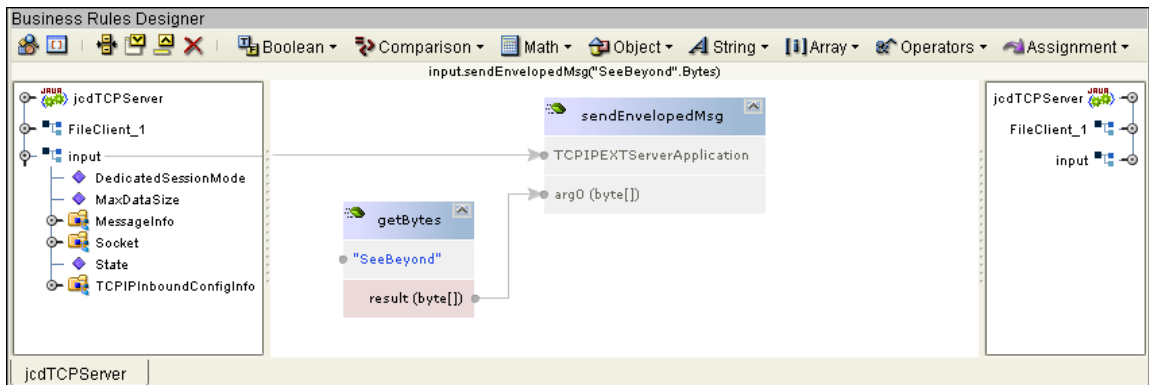 Business Rules Designer
Boolean Comparison Math Object String Array Operators Assignment
input.sendEnvelopedMsg("SeeBeyond".Bytes)
jcdTCPServer
FileClient_1
input
DedicatedSessionMode
MaxDataSize
MessageInfo
Socket
State
TCPIPInboundConfigInfo
sendEnvelopedMsg
TCPIPEXTServerApplication
arg0 (byte[])
getBytes
"SeeBeyond"
result (byte[])
jcdTCPServer
FileClient_1
input
jcdTCPServer